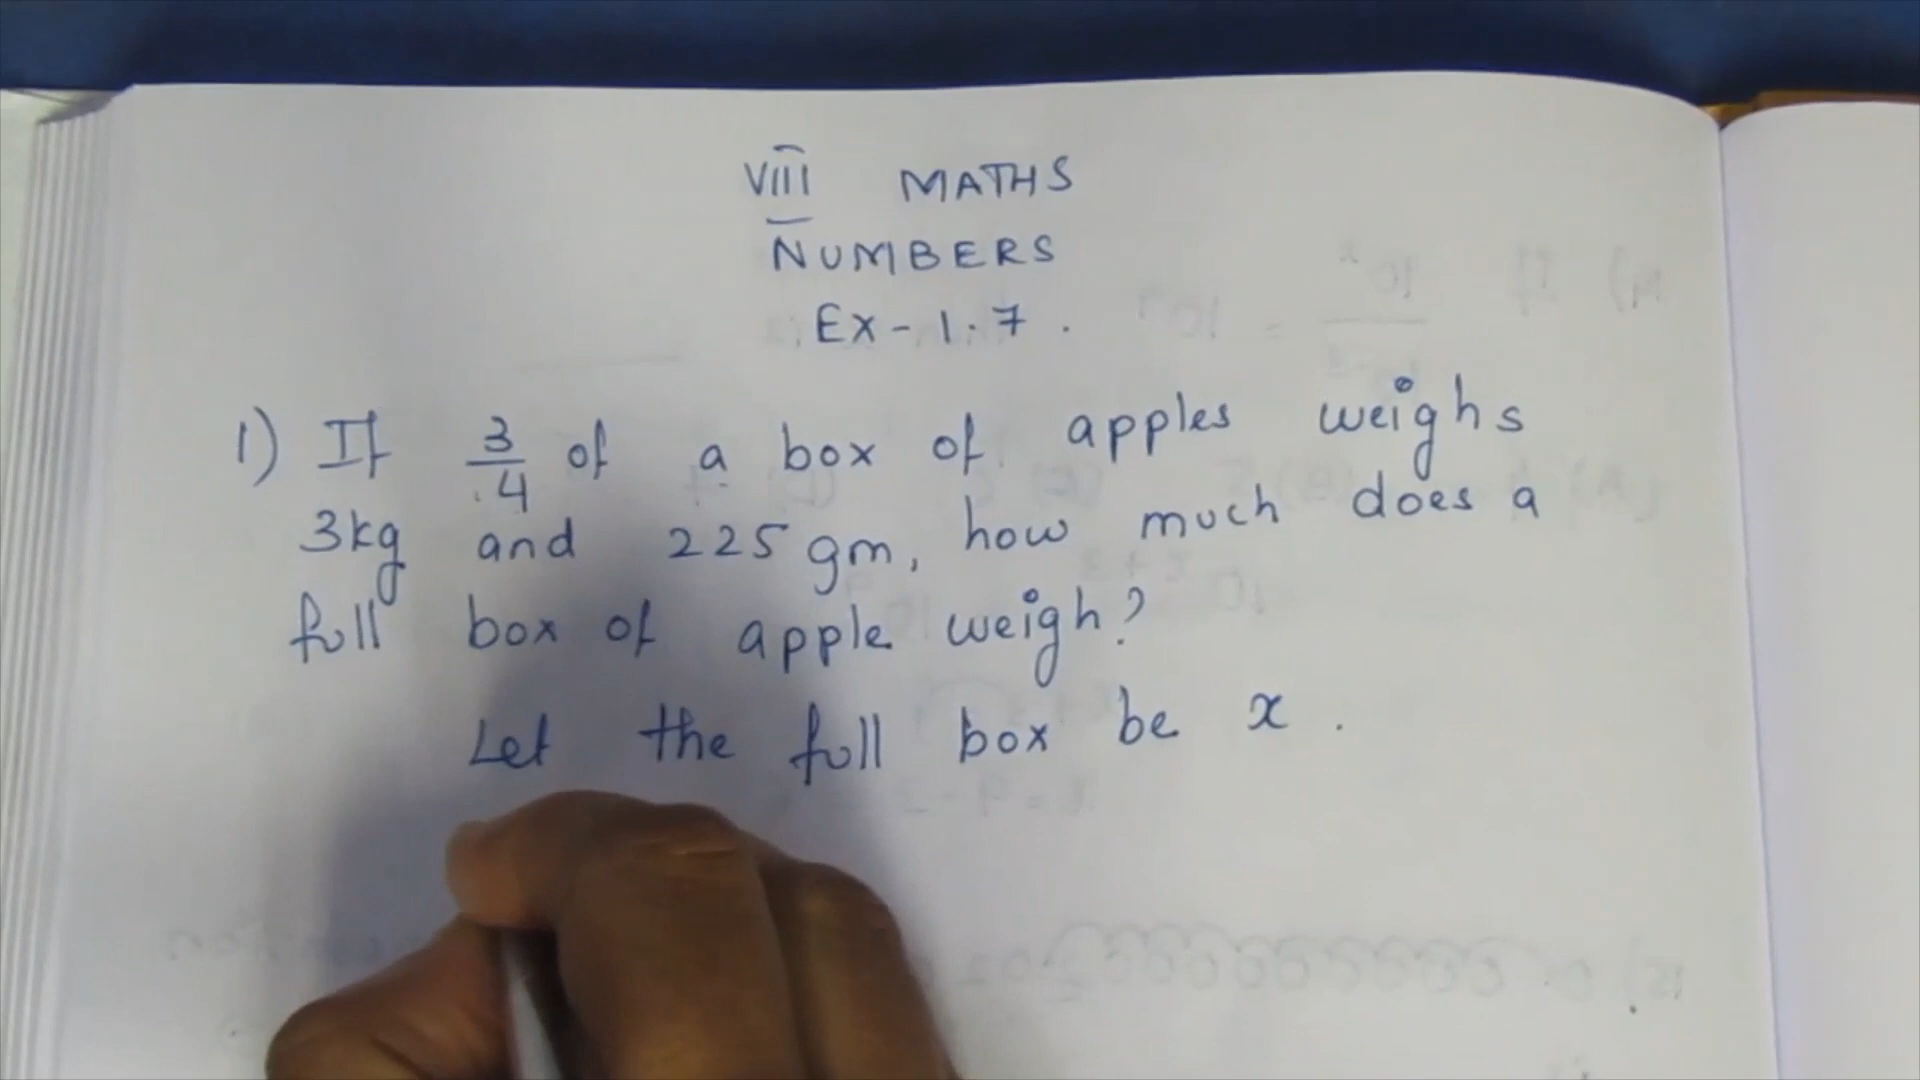 VIII MATHS
NUMBERS
Ex - 1.7.
1) If 3/4 of a box of apples weighs
3kg and 225 gm, how much does a
full box of apple weigh?
Let the full box be x.